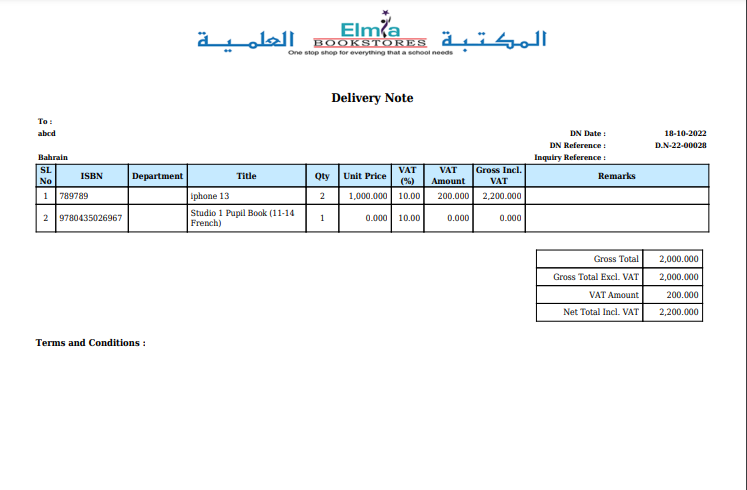 العلمية
Elmia
BOOKSTORES
المكتبة
One stop shop for everything that a school needs
Delivery Note
To :
abcd
DN Date : 18-10-2022
DN Reference : D.N-22-00028
Bahrain
Inquiry Reference :
SL No ISBN Department Title Qty Unit Price VAT (%) VAT Amount Gross Incl. VAT Remarks
1 789789 iphone 13 2 1,000.000 10.00 200.000 2,200.000
2 9780435026967 Studio 1 Pupil Book (11-14 French) 1 0.000 10.00 0.000 0.000
Gross Total 2,000.000
Gross Total Excl. VAT 2,000.000
VAT Amount 200.000
Net Total Incl. VAT 2,200.000
Terms and Conditions :